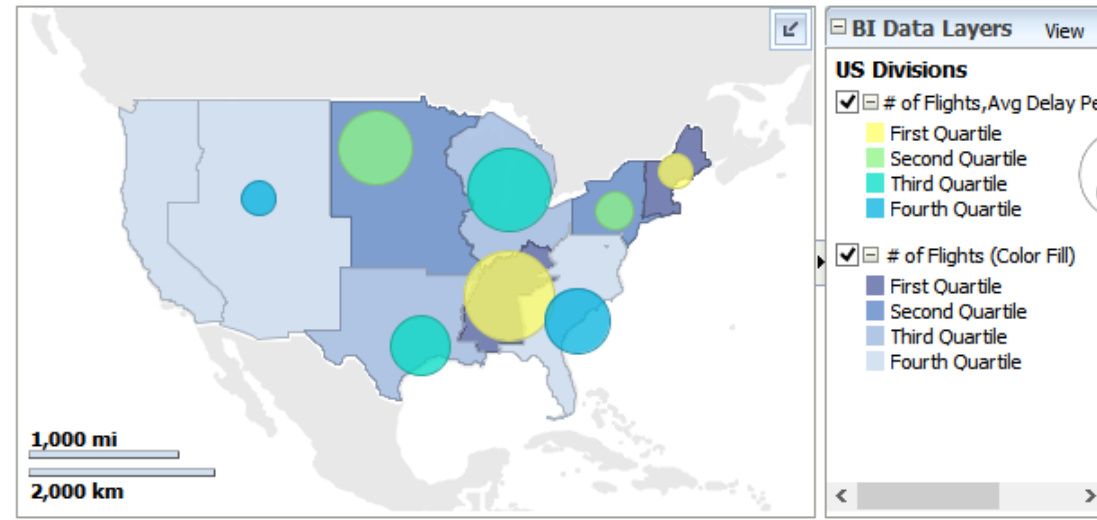 BI Data Layers View
US Divisions
# of Flights,Avg Delay Pe
First Quartile
Second Quartile
Third Quartile
Fourth Quartile
# of Flights (Color Fill)
First Quartile
Second Quartile
Third Quartile
Fourth Quartile
1,000 mi
2,000 km